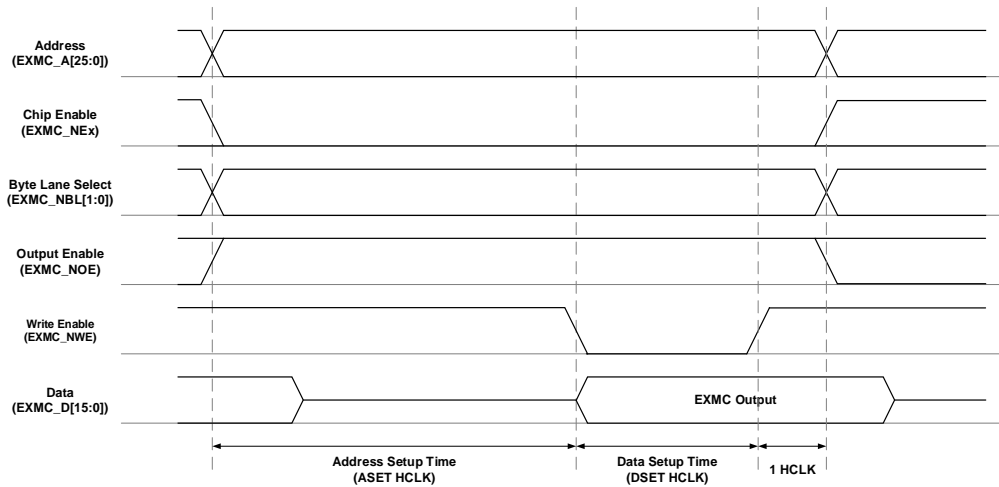 Address
(EXMC_A[25:0])
Chip Enable
(EXMC_NEx)
Byte Lane Select
(EXMC_NBL[1:0])
Output Enable
(EXMC_NOE)
Write Enable
(EXMC_NWE)
Data
(EXMC_D[15:0])
EXMC Output
Address Setup Time
(ASET HCLK)
Data Setup Time
(DSET HCLK)
1 HCLK